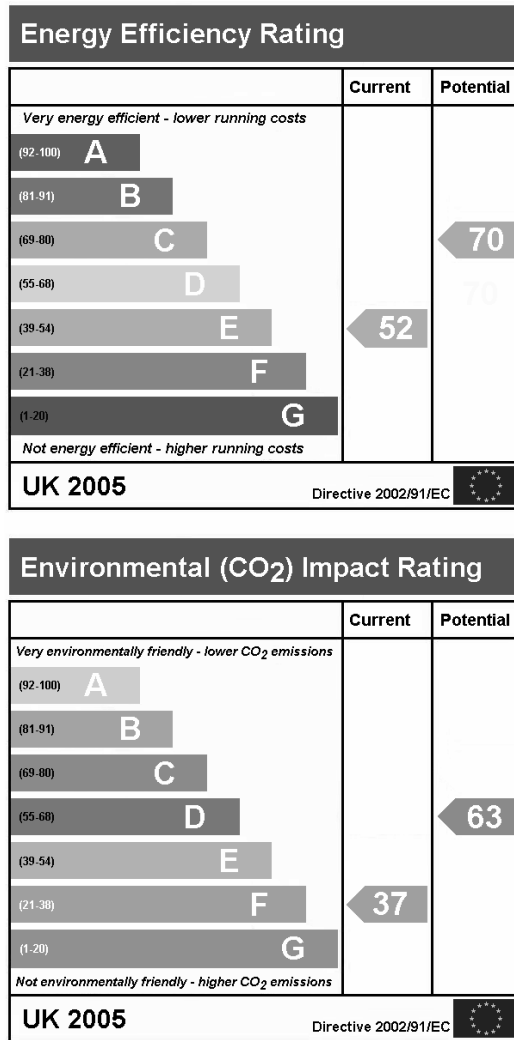 Energy Efficiency Rating
Current Potential
Very energy efficient - lower running costs
(92-100) A
(81-91) B
(69-80) C 70
(55-68) D
70
(39-54) E 52
(21-38) F
(1-20) G
Not energy efficient - higher running costs
UK 2005 Directive 2002/91/EC
Environmental (CO2) Impact Rating
Current Potential
Very environmentally friendly - lower CO2 emissions
(92-100) A
(81-91) B
(69-80) C
(55-68) D 63
(39-54) E
(21-38) F 37
(1-20) G
Not environmentally friendly - higher CO2 emissions
UK 2005 Directive 2002/91/EC